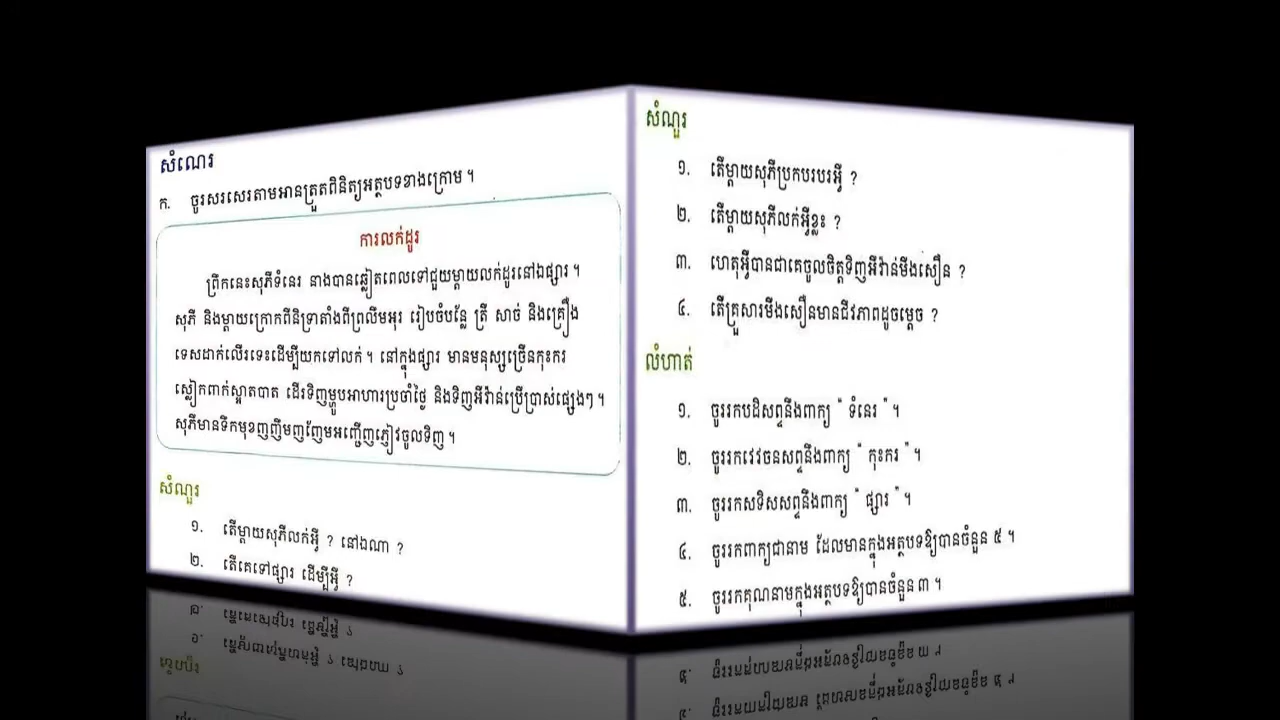 សំណេរ
ក. ចូរសរសេរតាមអានត្រួតពិនិត្យអត្ថបទខាងក្រោម ។
ការលក់ដូរ
ព្រឹកនេះសុភីទំនេរ នាងបានឆ្លៀតពេលទៅជួយម្ដាយលក់ដូរនៅឯផ្សារ ។
សុភី និងម្ដាយក្រោកពីនិទ្រាតាំងពីព្រលឹមអុរ រៀបចំបន្លែ ត្រី សាច់ និងគ្រឿង
ទេសដាក់លើរទេះដើម្បីយកទៅលក់ ។ នៅក្នុងផ្សារ មានមនុស្សច្រើនកុះករ
ស្លៀកពាក់ស្អាតបាត ដើរទិញម្ហូបអាហារប្រចាំថ្ងៃ និងទិញអីវ៉ាន់ប្រើប្រាស់ផ្សេងៗ ។
សុភីមានទឹកមុខញញឹមញញែមអញ្ជើញភ្ញៀវចូលទិញ ។
សំណួរ
១. តើម្ដាយសុភីលក់អ្វី ? នៅឯណា ?
២. តើគេទៅផ្សារ ដើម្បីអ្វី ?
សំណួរ
១. តើម្ដាយសុភីប្រកបរបរអ្វី ?
២. តើម្ដាយសុភីលក់អ្វីខ្លះ ?
៣. ហេតុអ្វីបានជាគេចូលចិត្តទិញអីវ៉ាន់មីងសឿន ?
៤. តើគ្រួសារមីងសឿនមានជីវភាពដូចម្ដេច ?
លំហាត់
១. ចូររកបដិសព្ទនឹងពាក្យ “ ទំនេរ ” ។
២. ចូររកវេវចនសព្ទនឹងពាក្យ “ កុះករ ” ។
៣. ចូររកសទិសសព្ទនឹងពាក្យ “ ផ្សារ ” ។
៤. ចូររកពាក្យជានាម ដែលមានក្នុងអត្ថបទឱ្យបានចំនួន ៥ ។
៥. ចូររកគុណនាមក្នុងអត្ថបទឱ្យបានចំនួន ៣ ។